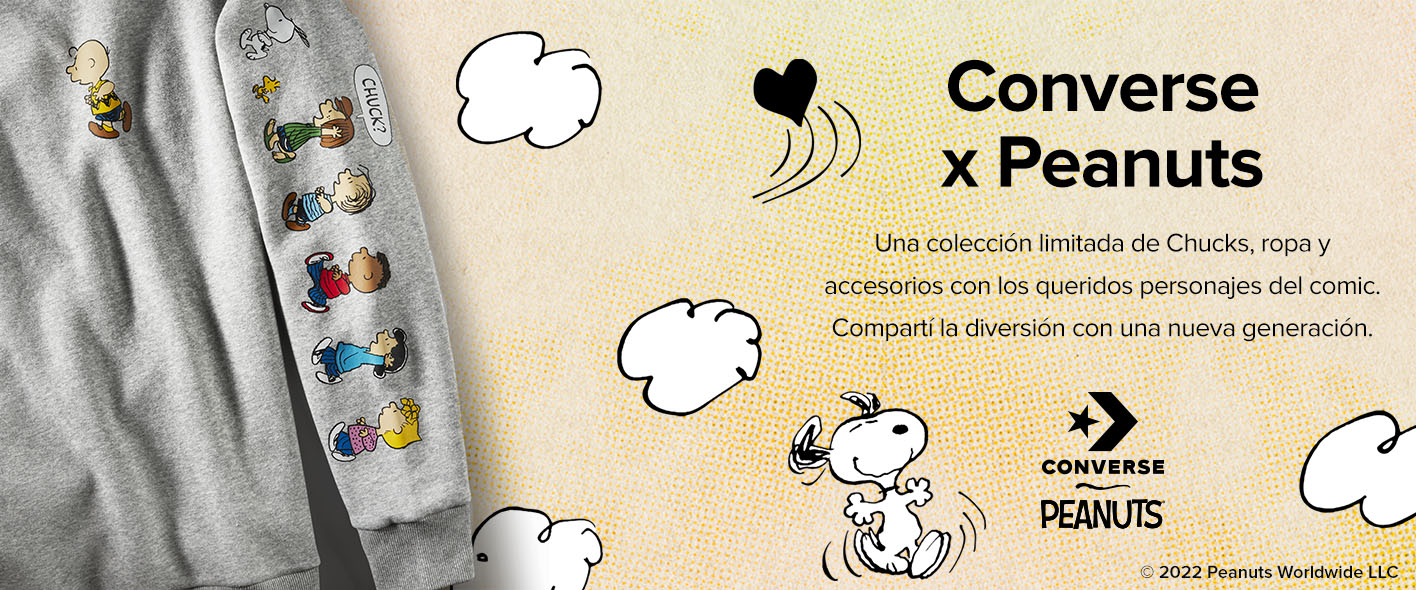 CHUCK?
Converse
x Peanuts
Una colección limitada de Chucks, ropa y
accesorios con los queridos personajes del comic.
Compartí la diversión con una nueva generación.
CONVERSE
PEANUTS
© 2022 Peanuts Worldwide LLC